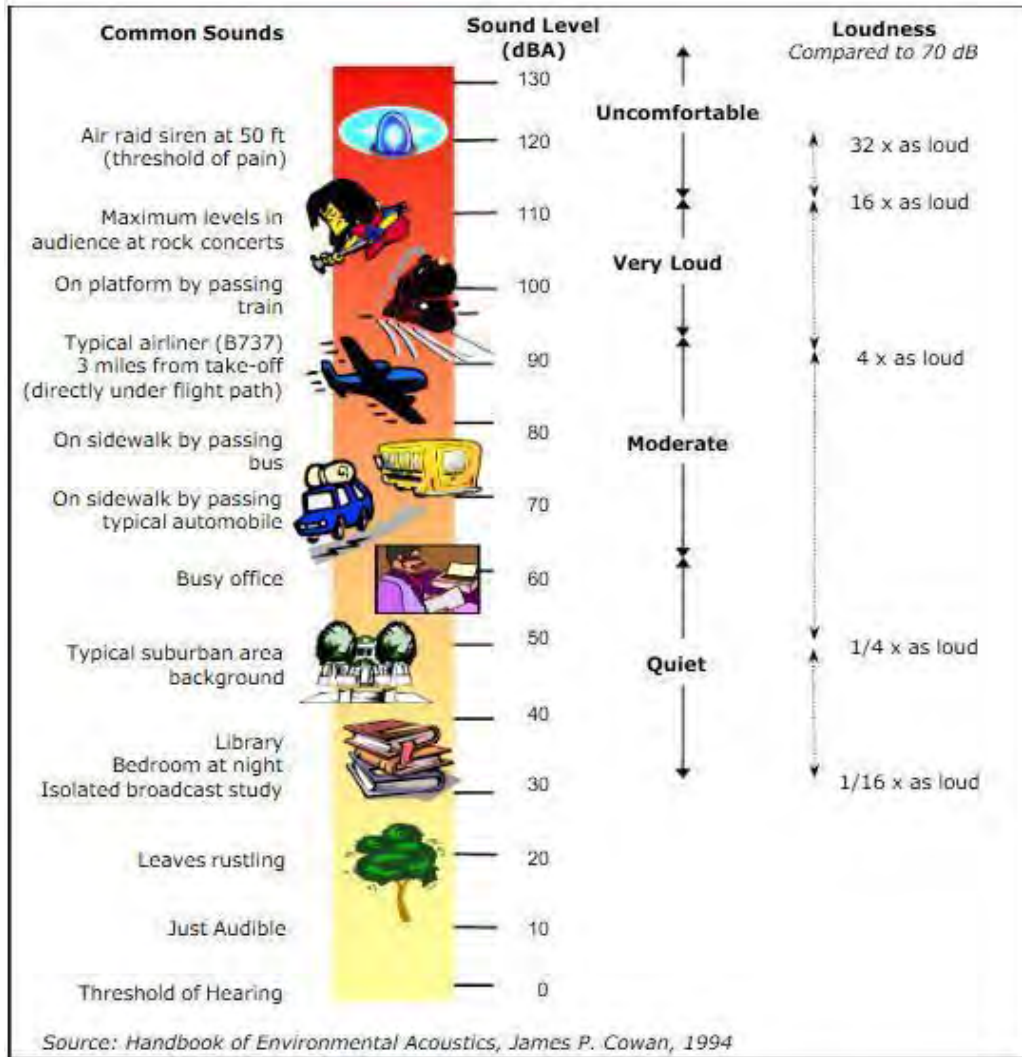 Common Sounds
Sound Level
(dBA)
Loudness
Compared to 70 dB
130
Uncomfortable
Air raid siren at 50 ft
(threshold of pain)
120
32 x as loud
16 x as loud
Maximum levels in
audience at rock concerts
110
Very Loud
On platform by passing
train
100
Typical airliner (B737)
3 miles from take-off
(directly under flight path)
90
4 x as loud
80
On sidewalk by passing
bus
Moderate
On sidewalk by passing
typical automobile
70
Busy office
60
50
1/4 x as loud
Typical suburban area
background
Quiet
40
Library
Bedroom at night
Isolated broadcast study
30
1/16 x as loud
Leaves rustling
20
Just Audible
10
Threshold of Hearing
0
Source: Handbook of Environmental Acoustics, James P. Cowan, 1994